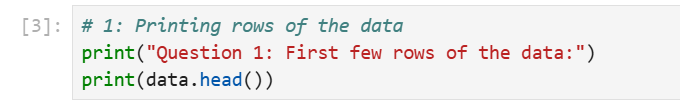 [3]: # 1: Printing rows of the data
print("Question 1: First few rows of the data:")
print(data.head())